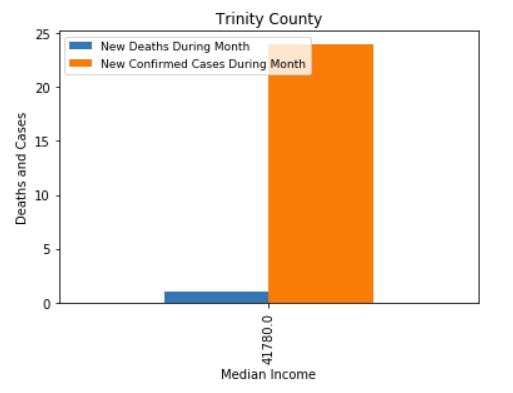 Trinity County
New Deaths During Month
New Confirmed Cases During Month
Deaths and Cases
25
20
15
10
5
0
41780.0
Median Income